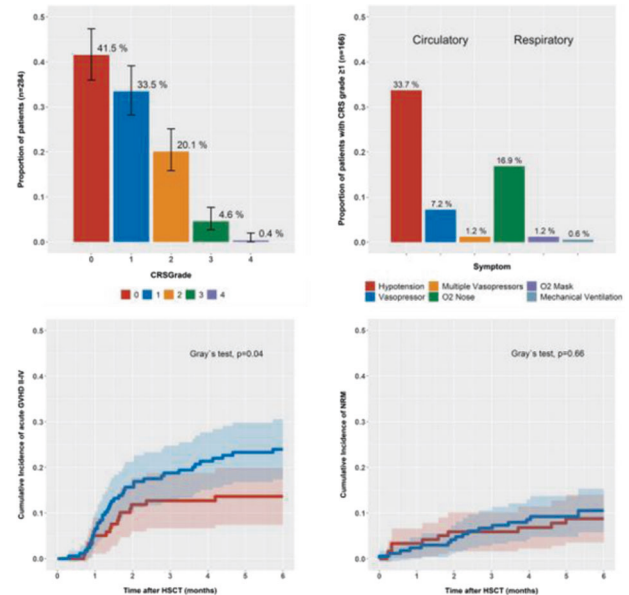 Proportion of patients (n=284)
0.5
0.4
0.3
0.2
0.1
0.0
41.5 %
33.5 %
20.1 %
4.6 %
0.4 %
0 1 2 3 4
CRSGrade
0 1 2 3 4
Proportion of patients with CRS grade ≥1 (n=166)
0.5
0.4
0.3
0.2
0.1
0.0
Circulatory Respiratory
33.7 %
7.2 %
1.2 %
16.9 %
1.2 %
0.6 %
Symptom
Hypotension Multiple Vasopressors O2 Mask
Vasopressor O2 Nose Mechanical Ventilation
Cumulative Incidence of acute GVHD II-IV
0.5
0.4
0.3
0.2
0.1
0.0
Gray`s test, p=0.04
0 1 2 3 4 5 6
Time after HSCT (months)
Cumulative Incidence of NRM
0.5
0.4
0.3
0.2
0.1
0.0
Gray`s test, p=0.66
0 1 2 3 4 5 6
Time after HSCT (months)